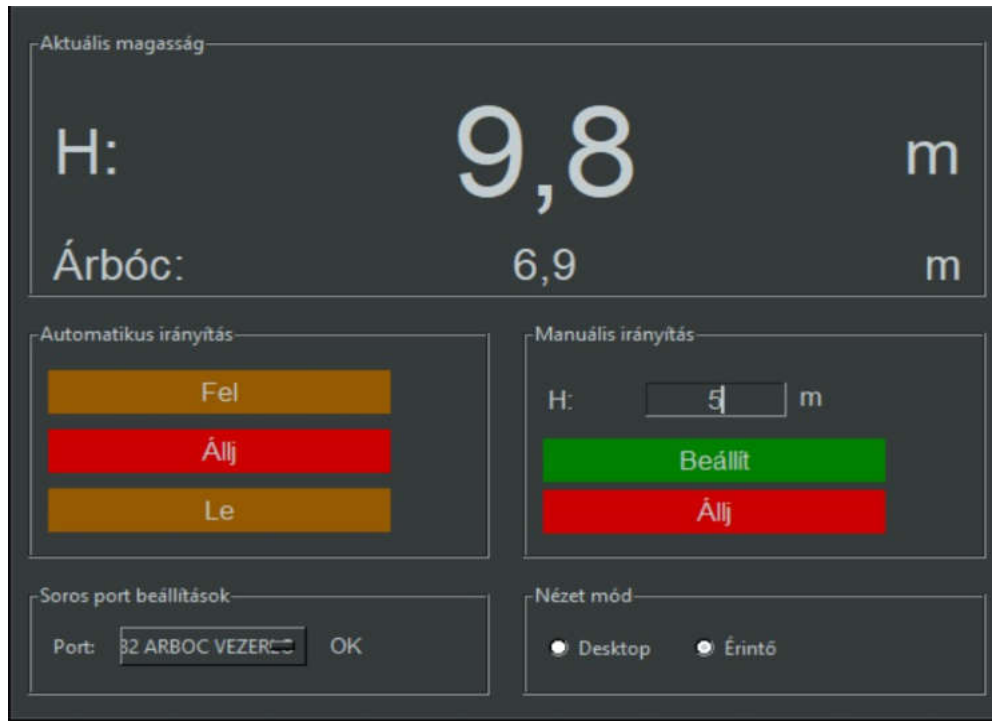 Aktuális magasság
H: 9,8 m
Árbóc: 6,9 m
Automatikus irányítás
Fel
Állj
Le
Manuális irányítás
H: 5 m
Beállít
Állj
Soros port beállítások
Port: ARBOC OK
Nézet mód
Desktop Érintő